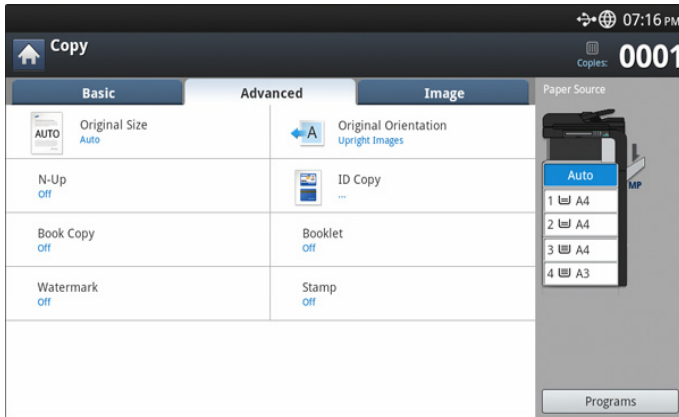 07:16 PM
Copy
Copies: 0001
Basic
Advanced
Image
Paper Source
AUTO
Original Size
Auto
A
Original Orientation
Upright Images
N-Up
Off
ID Copy
...
Book Copy
Off
Booklet
Off
Watermark
Off
Stamp
Off
Auto
MP
1 A4
2 A4
3 A4
4 A3
Programs